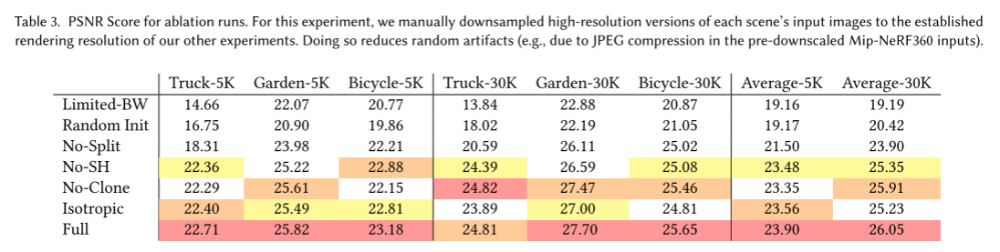 Table 3. PSNR Score for ablation runs. For this experiment, we manually downsampled high-resolution versions of each scene's input images to the established
rendering resolution of our other experiments. Doing so reduces random artifacts (e.g., due to JPEG compression in the pre-downscaled Mip-NeRF360 inputs).
Truck-5K Garden-5K Bicycle-5K Truck-30K Garden-30K Bicycle-30K Average-5K Average-30K
Limited-BW 14.66 22.07 20.77 13.84 22.88 20.87 19.16 19.19
Random Init 16.75 20.90 19.86 18.02 22.19 21.05 19.17 20.42
No-Split 18.31 23.98 22.21 20.59 26.11 25.02 21.50 23.90
No-SH 22.36 25.22 22.88 24.39 26.59 25.08 23.48 25.35
No-Clone 22.29 25.61 22.15 24.82 27.47 25.46 23.35 25.91
Isotropic 22.40 25.49 22.81 23.89 27.00 24.81 23.56 25.23
Full 22.71 25.82 23.18 24.81 27.70 25.65 23.90 26.05